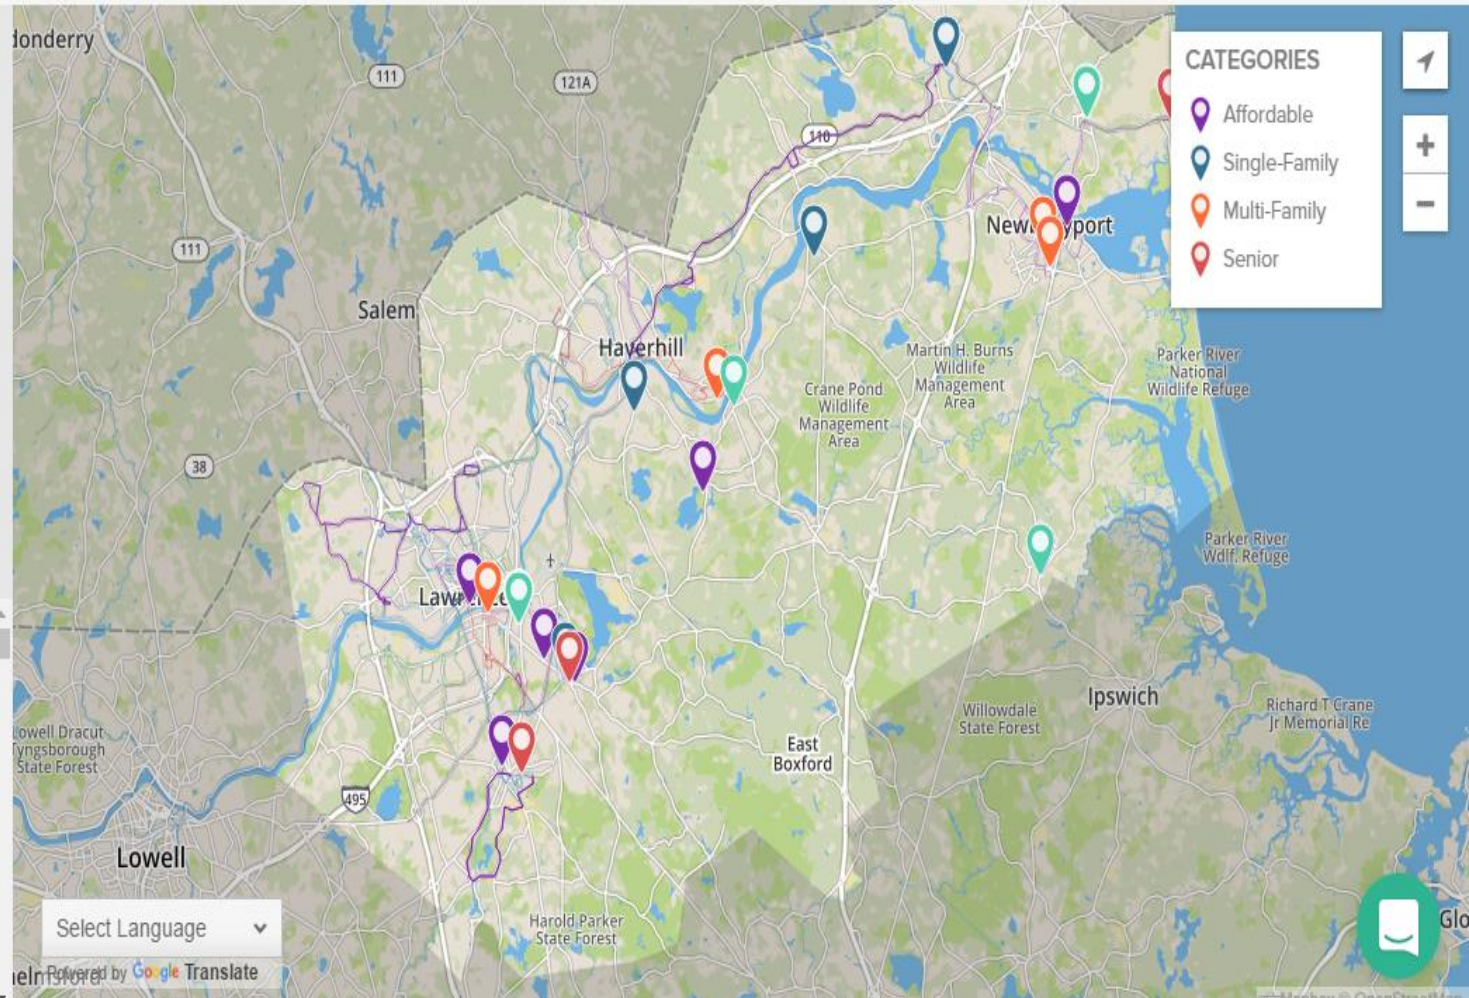 donderry
111
121A
110
111
Salem
38
Haverhill
Martin H. Burns
Wildlife
Management
Area
Crane Pond
Wildlife
Management
Area
Parker River
National
Wildlife Refuge
Parker River
Wdlf. Refuge
CATEGORIES
Affordable
Single-Family
Multi-Family
Senior
+
−
Ipswich
Willowdale
State Forest
Richard T Crane
Jr Memorial Re
East
Boxford
owell Dracut
Tyngsborough
State Forest
495
Lowell
Harold Parker
State Forest
Glo
Select Language
Powered by Google Translate